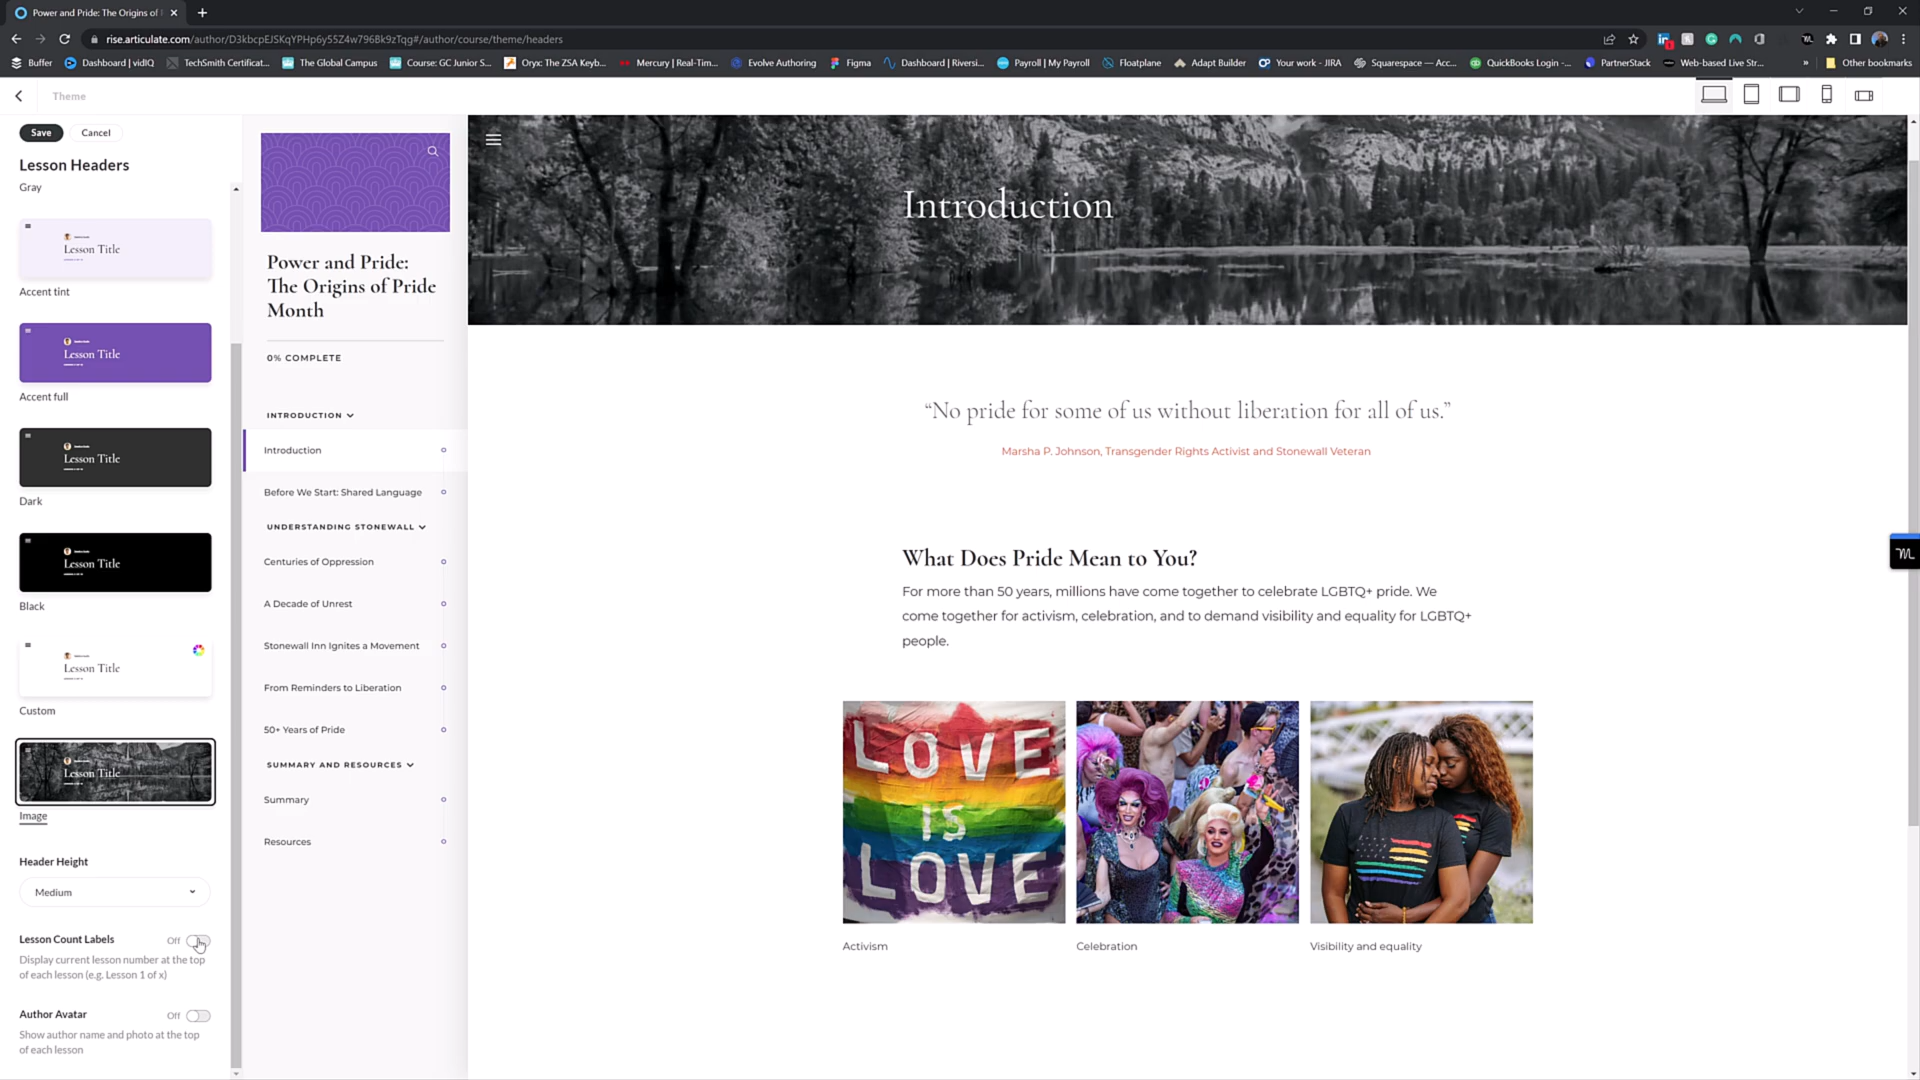 Power and Pride: The Origins of
rise.articulate.com/author/D3kbcpEJSKqYPHp6y55Z4w796Bk9zTqg#/author/course/theme/headers
Buffer
Dashboard | vidIQ
TechSmith Certificat...
The Global Campus
Course: GC Junior S...
Oryx: The ZSA Keyb...
Mercury | Real-Tim...
Evolve Authoring
Figma
Dashboard | Riversi...
Payroll | My Payroll
Floatplane
Adapt Builder
Your work - JIRA
Squarespace — Acc...
QuickBooks Login -...
PartnerStack
Web-based Live Str...
»
Other bookmarks
Theme
Save
Cancel
Lesson Headers
Gray
Lesson Title
Accent tint
Lesson Title
Accent full
Lesson Title
Dark
Lesson Title
Black
Lesson Title
Custom
Lesson Title
Image
Header Height
Medium
Lesson Count Labels
Off
Display current lesson number at the top
of each lesson (e.g. Lesson 1 of x)
Author Avatar
Off
Show author name and photo at the top
of each lesson
Power and Pride:
The Origins of Pride
Month
0% COMPLETE
INTRODUCTION
Introduction
Before We Start: Shared Language
UNDERSTANDING STONEWALL
Centuries of Oppression
A Decade of Unrest
Stonewall Inn Ignites a Movement
From Reminders to Liberation
50+ Years of Pride
SUMMARY AND RESOURCES
Summary
Resources
Introduction
“No pride for some of us without liberation for all of us.”
Marsha P. Johnson, Transgender Rights Activist and Stonewall Veteran
What Does Pride Mean to You?
For more than 50 years, millions have come together to celebrate LGBTQ+ pride. We
come together for activism, celebration, and to demand visibility and equality for LGBTQ+
people.
LOVE
IS
LOVE
Activism
Celebration
Visibility and equality